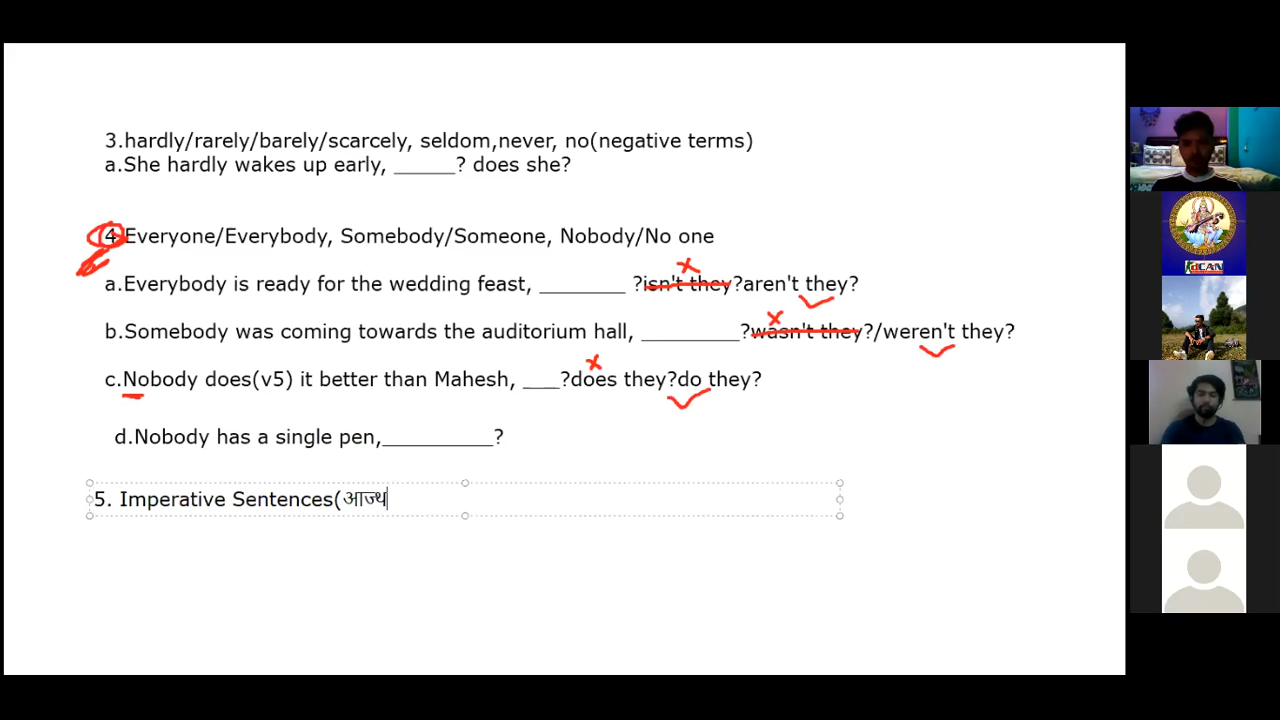 3.hardly/rarely/barely/scarcely, seldom,never, no(negative terms)
a.She hardly wakes up early, _____? does she?
4.Everyone/Everybody, Somebody/Someone, Nobody/No one
a.Everybody is ready for the wedding feast, _______ ?isn't they?aren't they?
b.Somebody was coming towards the auditorium hall, ________?wasn't they?/weren't they?
c.Nobody does(v5) it better than Mahesh, ___?does they?do they?
d.Nobody has a single pen,_________?
5. Imperative Sentences(आज्थ